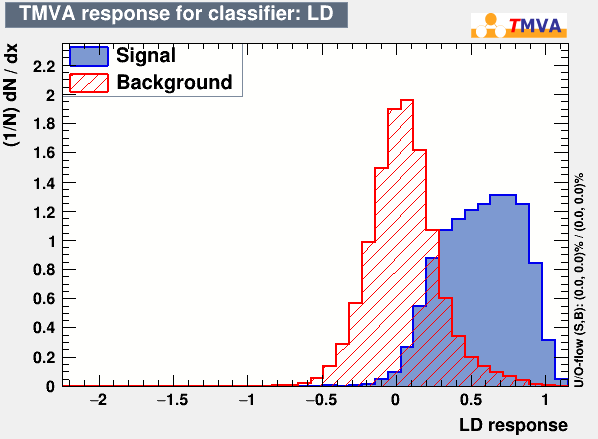 TMVA response for classifier: LD
TMVA
(1/N) dN / dx
Signal
Background
2.2
2
1.8
1.6
1.4
1.2
1
0.8
0.6
0.4
0.2
0
−2
−1.5
−1
−0.5
0
0.5
1
LD response
U/O-flow (S,B): (0.0, 0.0)% / (0.0, 0.0)%